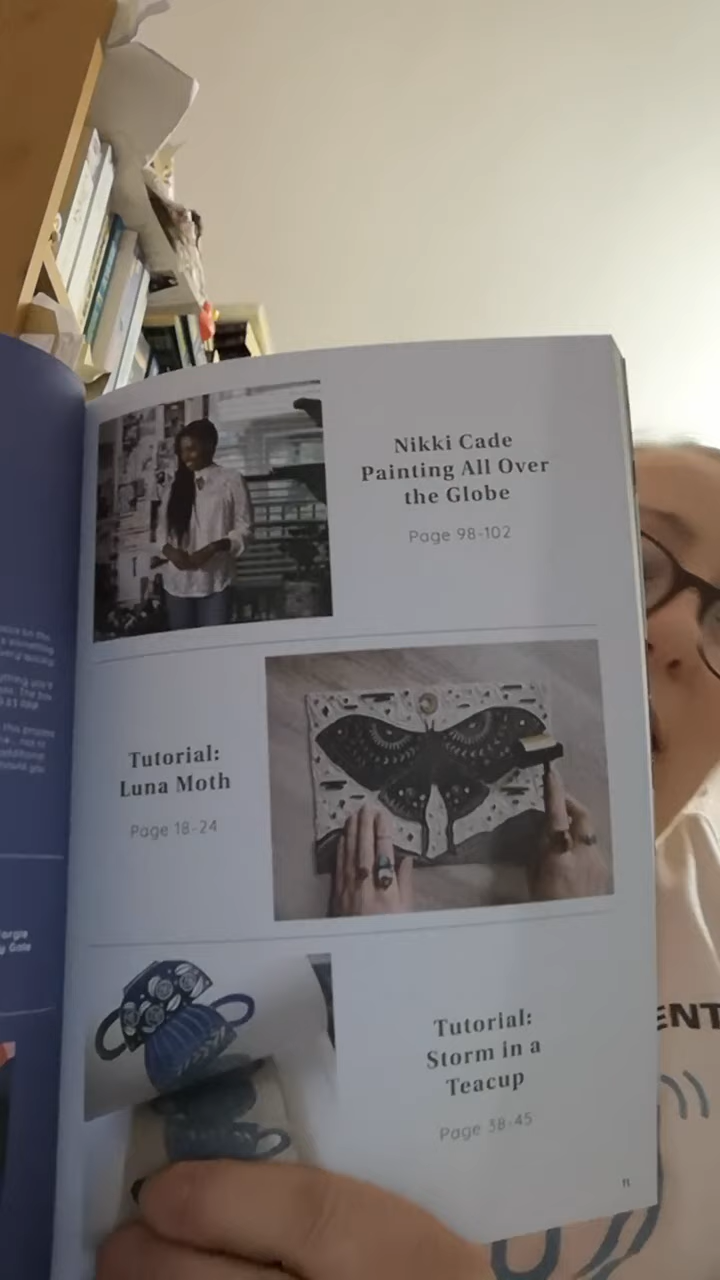 Nikki Cade
Painting All Over
the Globe
Page 98-102
Tutorial:
Luna Moth
Page 18-24
Tutorial:
Storm in a
Teacup
Page 38-45
11
ENT